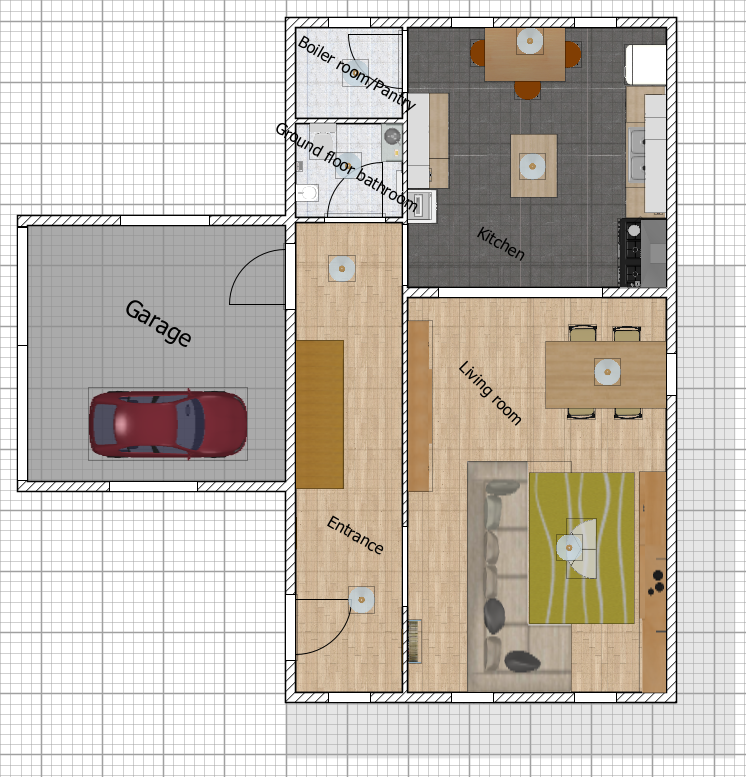 Boiler room/Pantry
Ground floor bathroom
Kitchen
Garage
Living room
Entrance